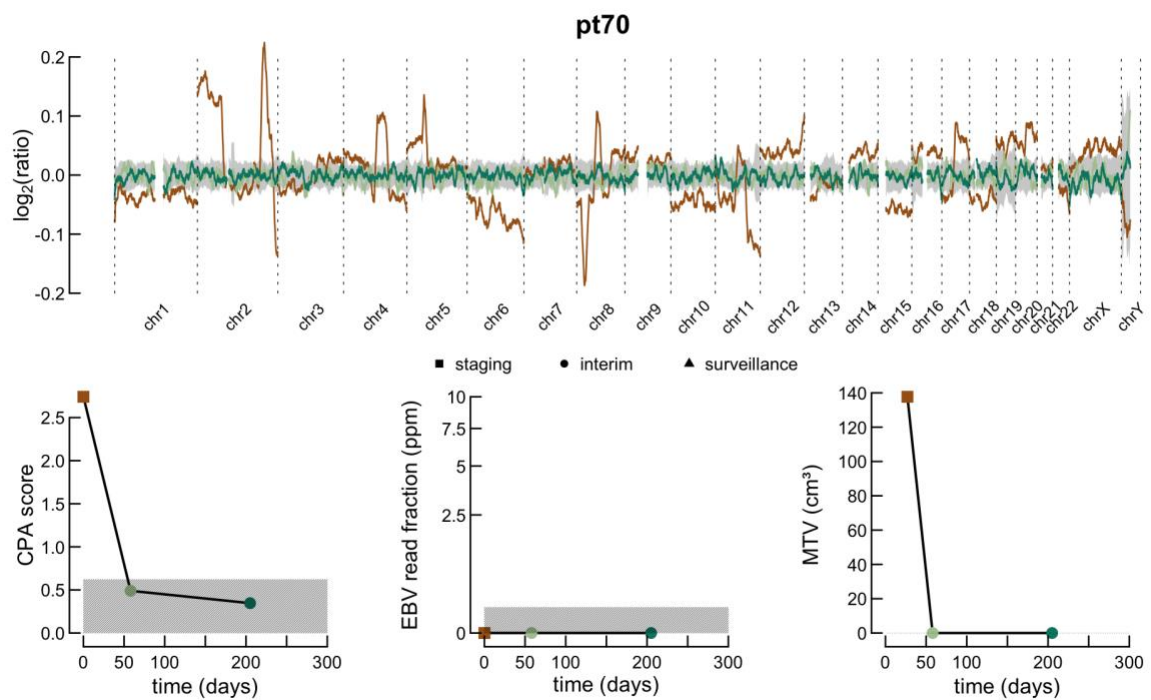 pt70
0.2
0.1
0.0
-0.1
-0.2
log₂(ratio)
chr1 chr2 chr3 chr4 chr5 chr6 chr7 chr8 chr9 chr10 chr11 chr12 chr13 chr14 chr15 chr16 chr17 chr18 chr19 chr20 chr21 chr22 chrX chrY
staging interim surveillance
CPA score
2.5
2.0
1.5
1.0
0.5
0.0
0 50 100 200 300
time (days)
EBV read fraction (ppm)
10
7.5
5
2.5
0
0 50 100 200 300
time (days)
MTV (cm³)
140
120
100
80
60
40
20
0
0 50 100 200 300
time (days)